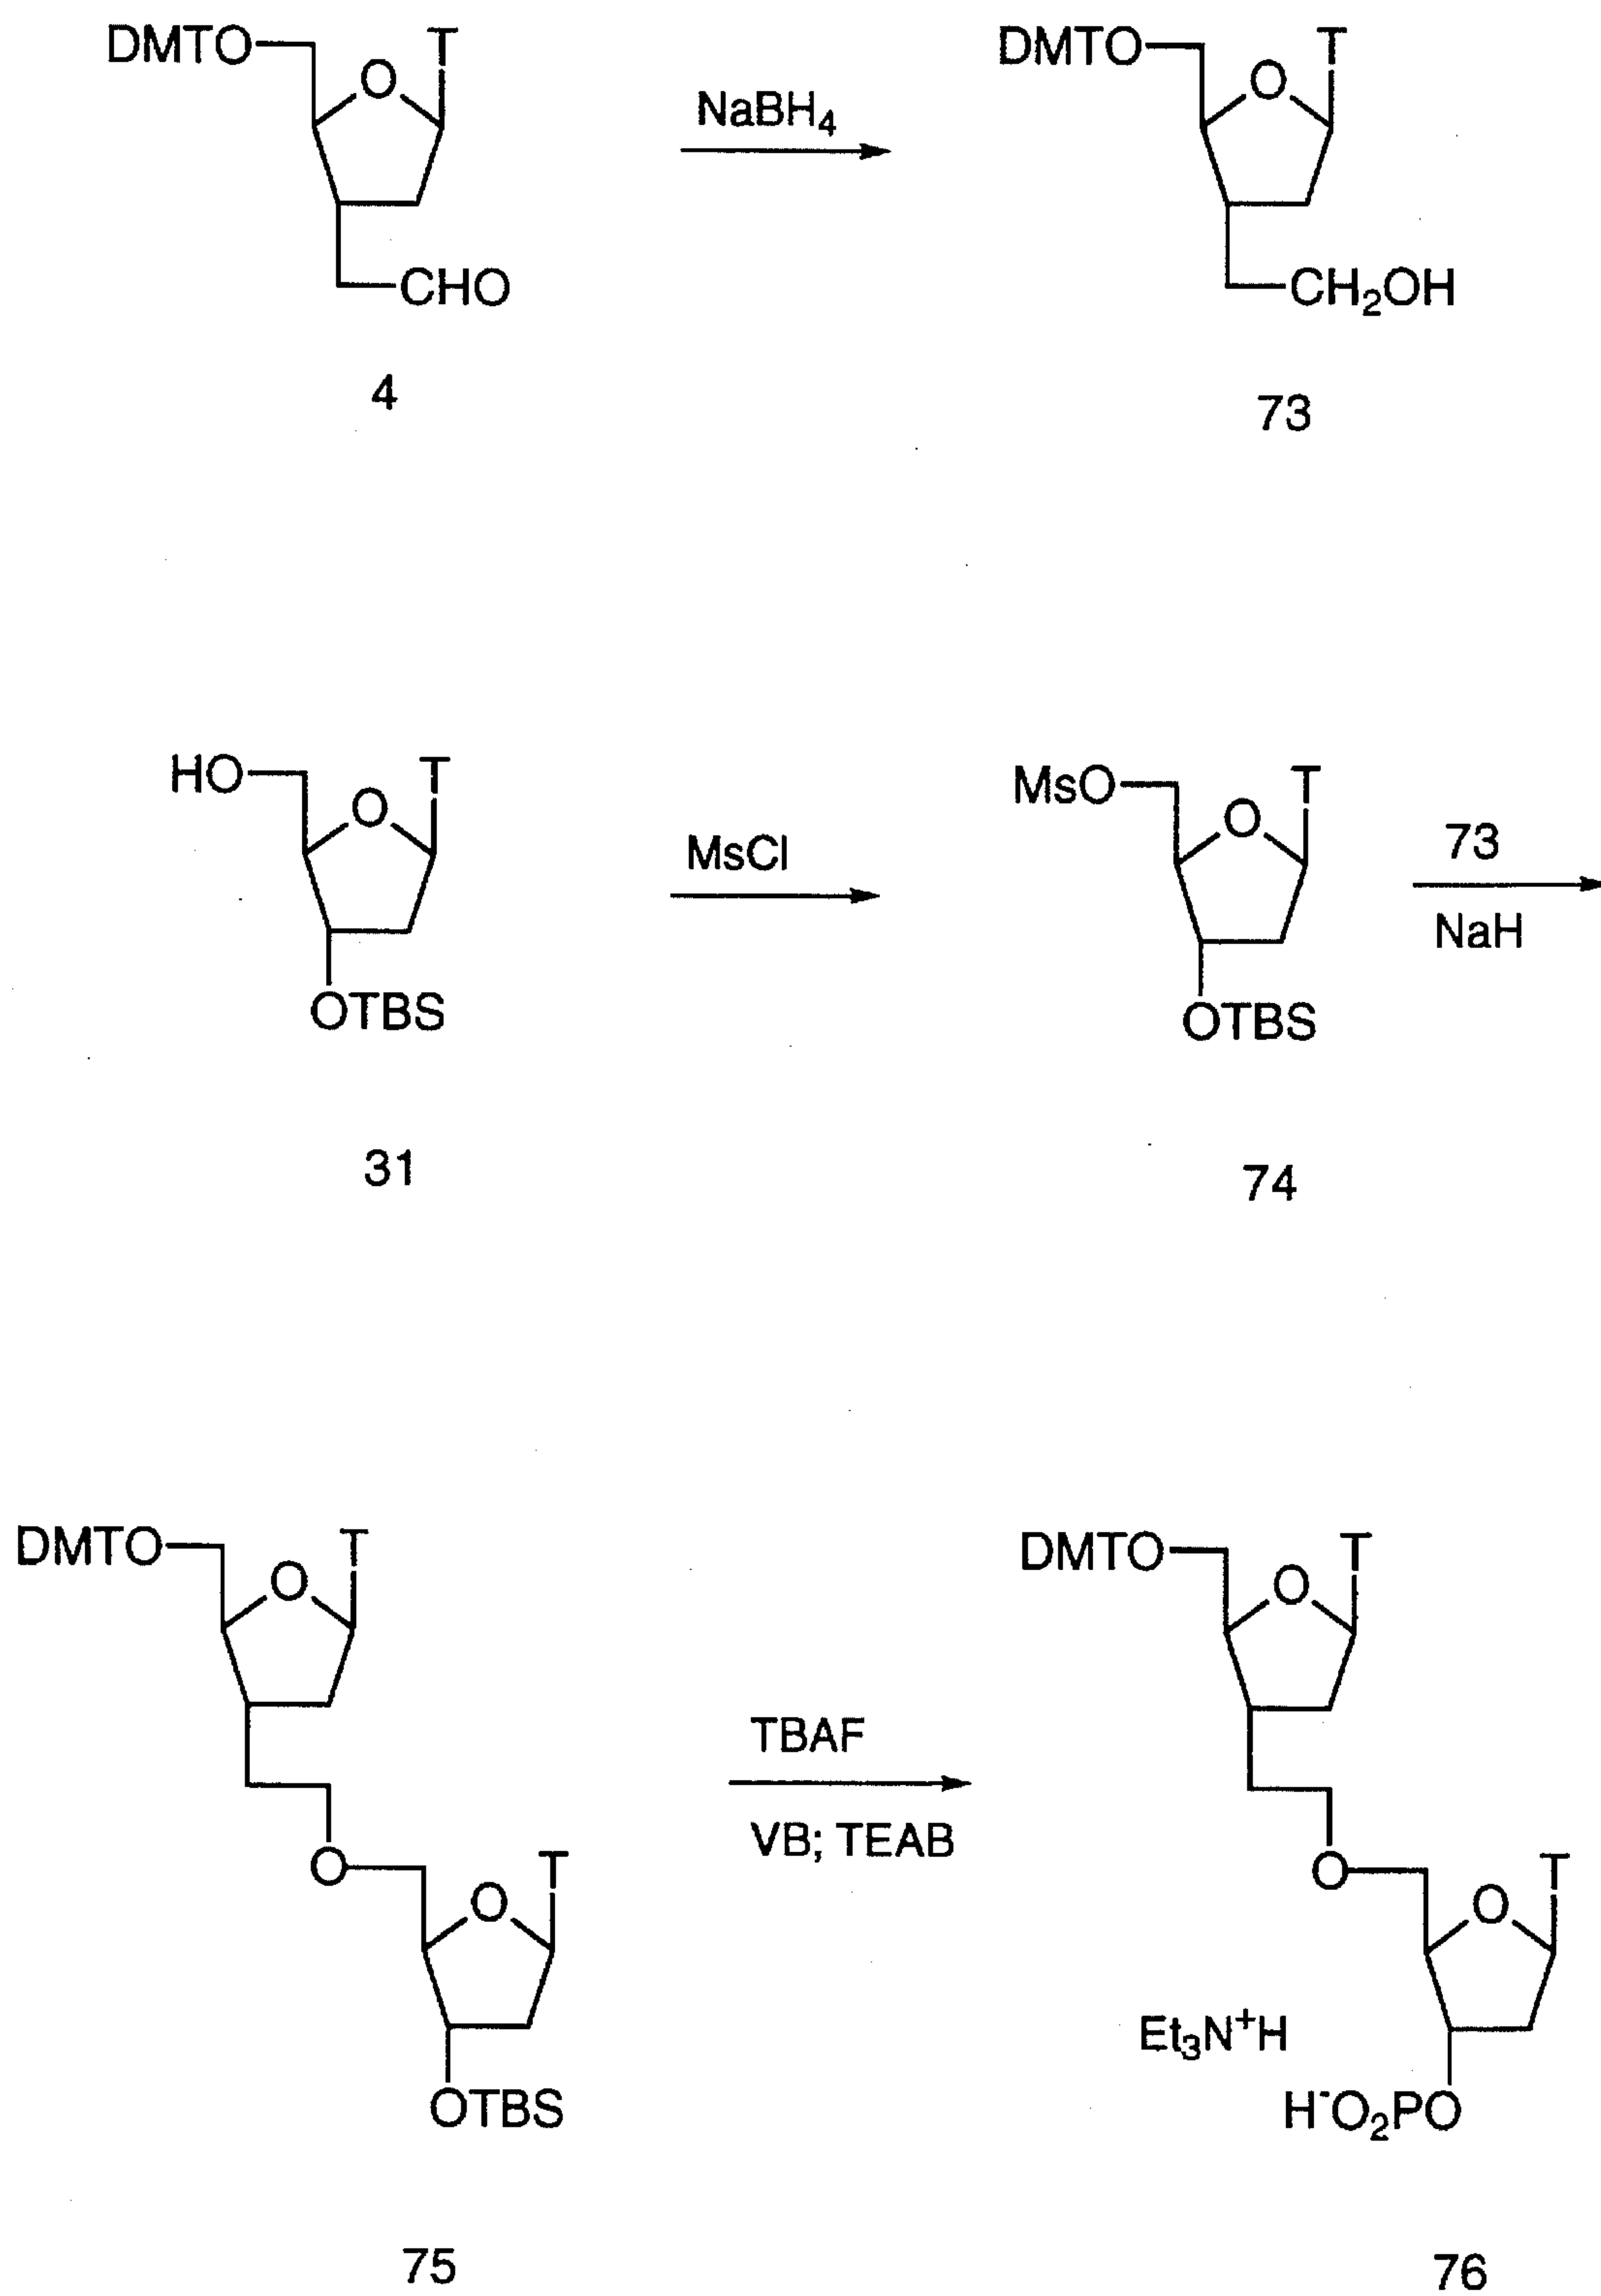 DMTO
O
T
CHO
4
NaBH4
DMTO
O
T
CH2OH
73
HO
O
T
OTBS
31
MsCl
MsO
O
T
OTBS
74
73
NaH
DMTO
O
T
O
O
T
OTBS
75
TBAF
VB; TEAB
DMTO
O
T
O
O
T
Et3N+H
H-O2PO
76